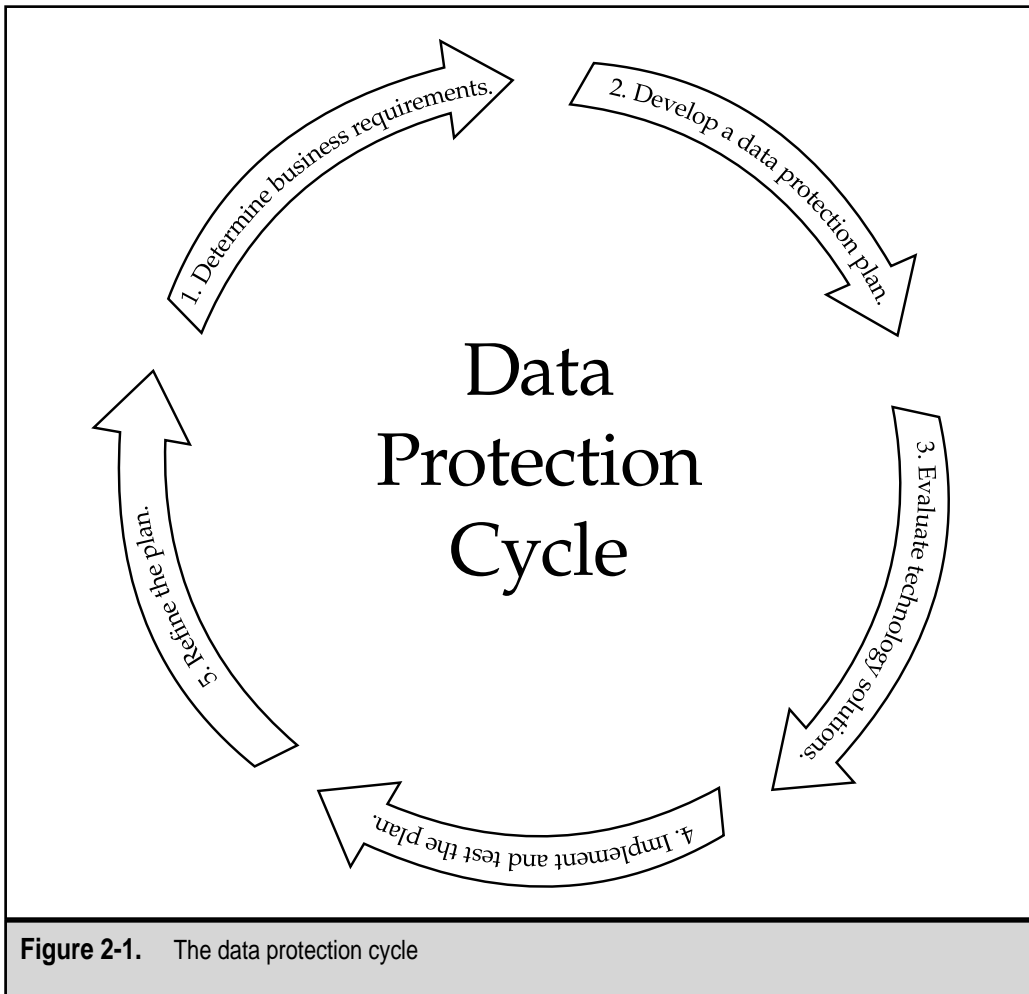 1. Determine business requirements.
2. Develop a data protection plan.
3. Evaluate technology solutions.
4. Implement and test the plan.
5. Refine the plan.
Data
Protection
Cycle
Figure 2-1. The data protection cycle